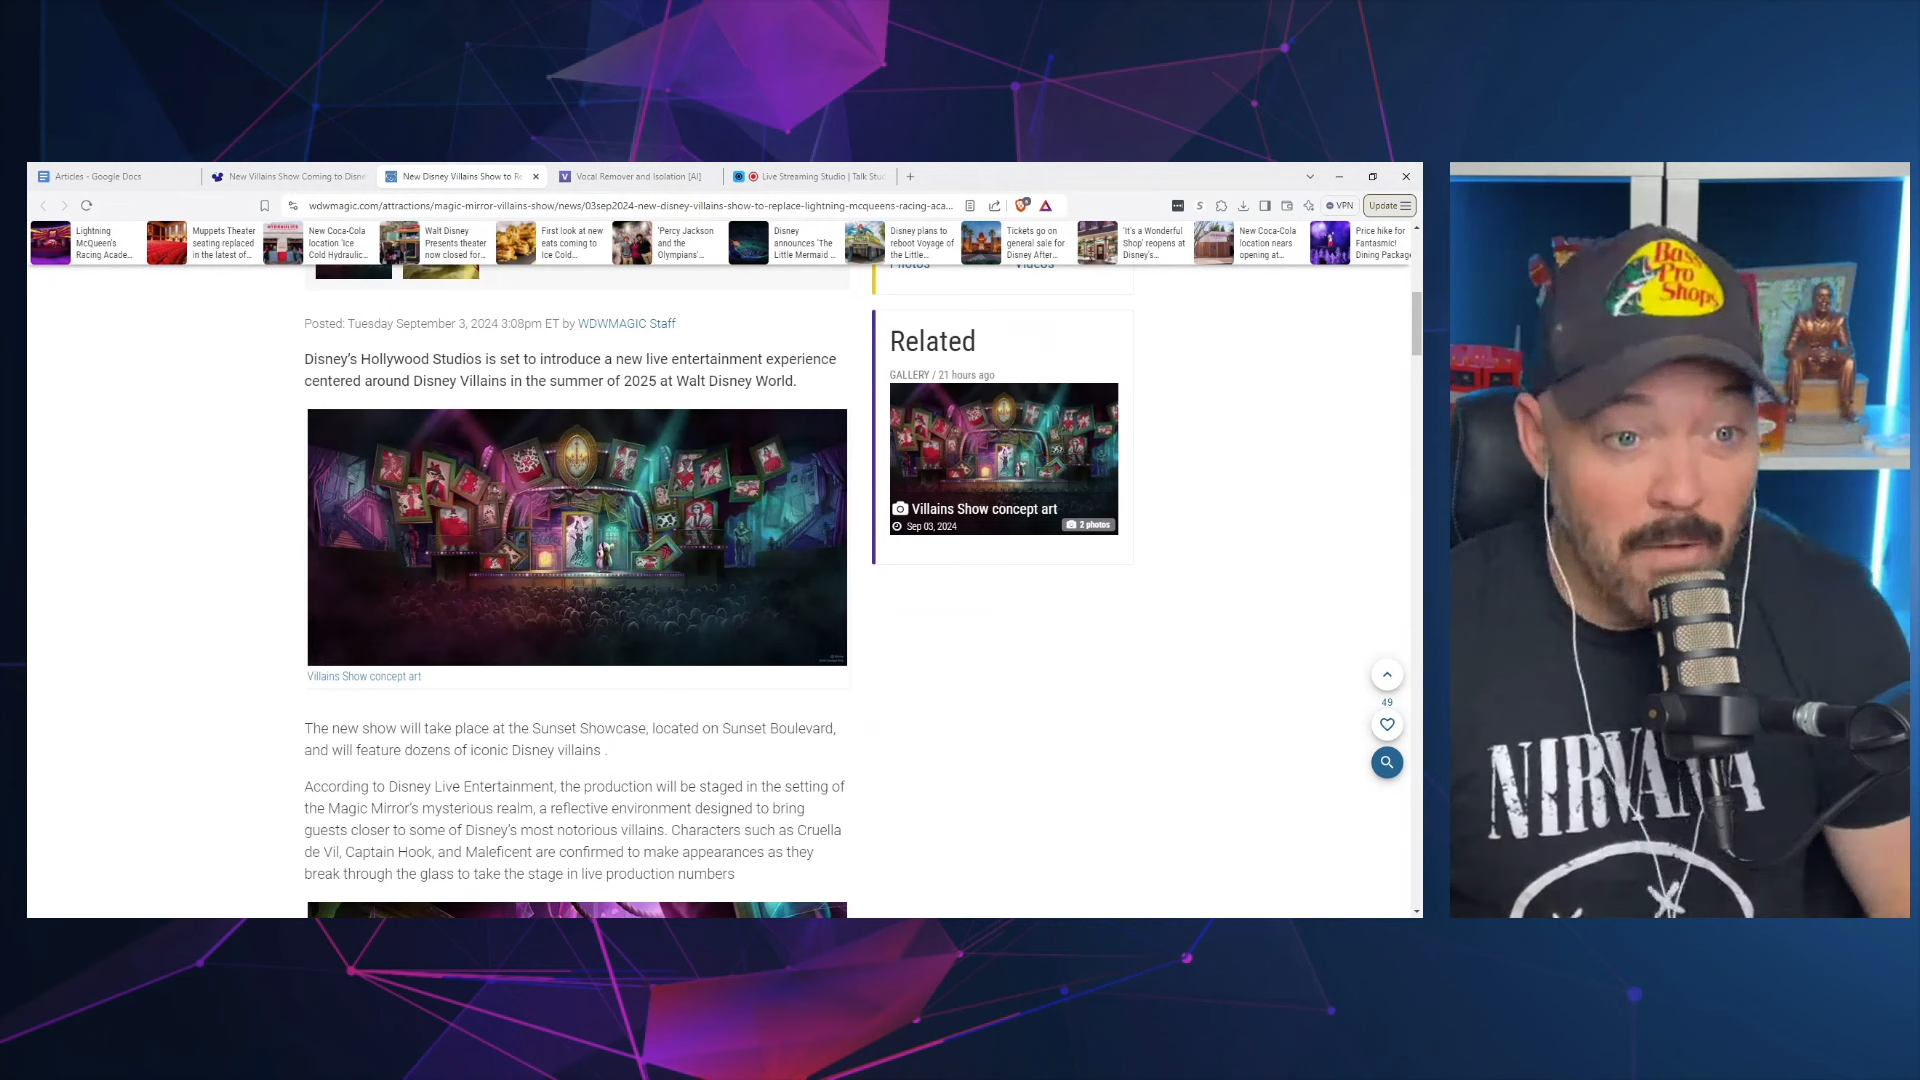 Articles - Google Docs
New Villains Show Coming to Disne
New Disney Villains Show to Re
Vocal Remover and Isolation [AI]
Live Streaming Studio | Talk Stud
wdwmagic.com/attractions/magic-mirror-villains-show/news/03sep2024-new-disney-villains-show-to-replace-lightning-mcqueens-racing-aca...
VPN
Update
Lightning
McQueen's
Racing Acade...
Muppets Theater
seating replaced
in the latest of...
New Coca-Cola
location 'Ice
Cold Hydraulic...
Walt Disney
Presents theater
now closed for...
First look at new
eats coming to
Ice Cold...
'Percy Jackson
and the
Olympians'...
Disney
announces 'The
Little Mermaid ...
Disney plans to
reboot Voyage of
the Little...
Tickets go on
general sale for
Disney After...
'It's a Wonderful
Shop' reopens at
Disney's...
New Coca-Cola
location nears
opening at...
Price hike for
Fantasmic!
Dining Package
Photos
Videos
Posted: Tuesday September 3, 2024 3:08pm ET by WDWMAGIC Staff
Disney's Hollywood Studios is set to introduce a new live entertainment experience
centered around Disney Villains in the summer of 2025 at Walt Disney World.
Villains Show concept art
The new show will take place at the Sunset Showcase, located on Sunset Boulevard,
and will feature dozens of iconic Disney villains .
According to Disney Live Entertainment, the production will be staged in the setting of
the Magic Mirror's mysterious realm, a reflective environment designed to bring
guests closer to some of Disney's most notorious villains. Characters such as Cruella
de Vil, Captain Hook, and Maleficent are confirmed to make appearances as they
break through the glass to take the stage in live production numbers
Related
GALLERY / 21 hours ago
Villains Show concept art
Sep 03, 2024
2 photos
49
Bass
Pro
Shops
NIRVANA